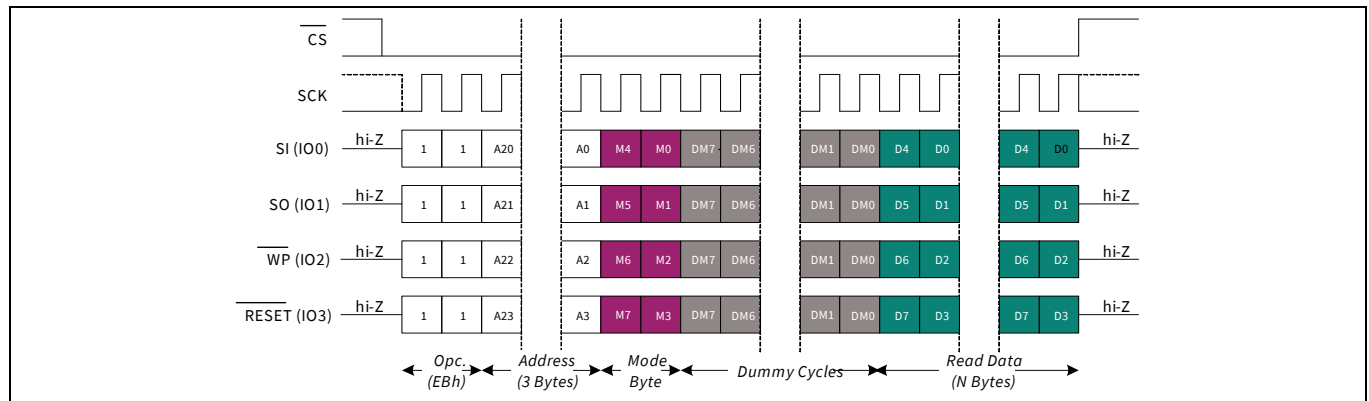 CS
SCK
SI (IO0) hi-Z 1 1 A20 A0 M4 M0 DM7 DM6 DM1 DM0 D4 D0 D4 D0 hi-Z
SO (IO1) hi-Z 1 1 A21 A1 M5 M1 DM7 DM6 DM1 DM0 D5 D1 D5 D1 hi-Z
WP (IO2) hi-Z 1 1 A22 A2 M6 M2 DM7 DM6 DM1 DM0 D6 D2 D6 D2 hi-Z
RESET (IO3) hi-Z 1 1 A23 A3 M7 M3 DM7 DM6 DM1 DM0 D7 D3 D7 D3 hi-Z
Opc. Address Mode Dummy Cycles Read Data
(EBh) (3 Bytes) Byte (N Bytes)